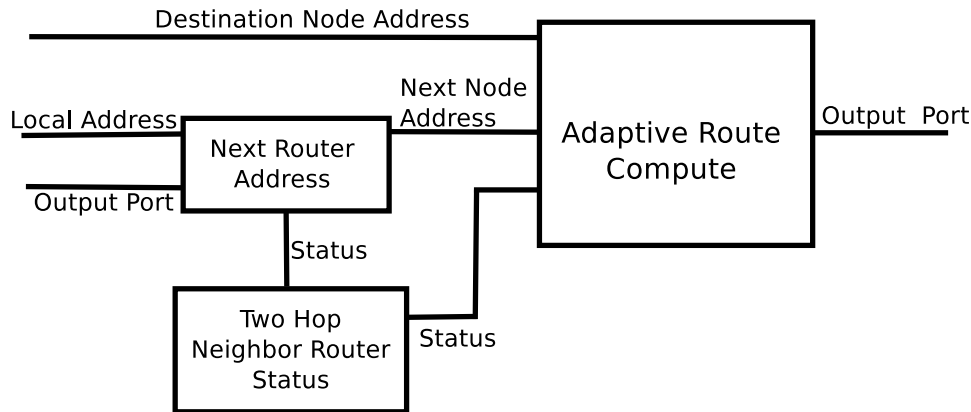 Destination Node Address
Next Node
Address
Local Address
Output Port
Next Router
Address
Adaptive Route
Compute
Output Port
Status
Two Hop
Neighbor Router
Status
Status